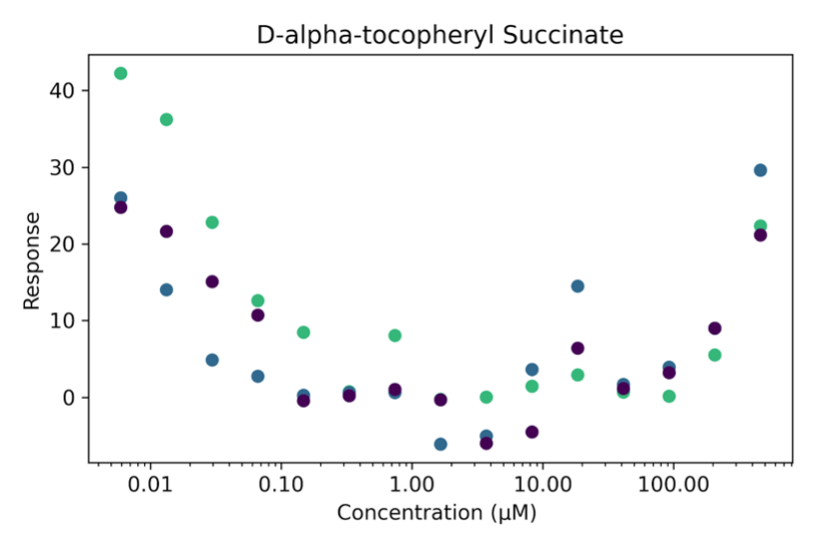 D-alpha-tocopheryl Succinate
40
30
20
10
0
Response
0.01 0.10 1.00 10.00 100.00
Concentration (μM)